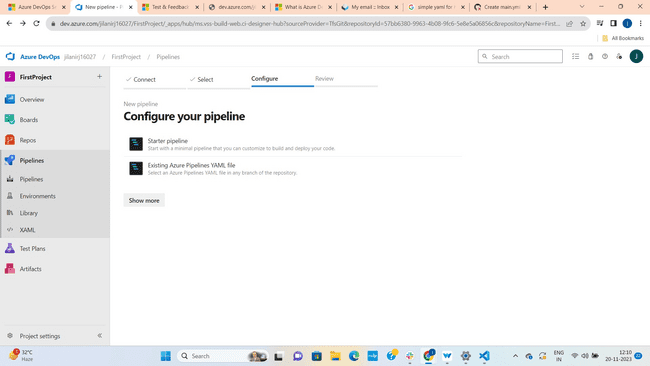 Azure DevOps S
New pipeline – P
Test & Feedback
dev.azure.com/ji
What is Azure De
My email :: Inbox
simple yaml for
Create main.yml
dev.azure.com/jilanirj16027/FirstProject/_apps/hub/ms.vss-build-web.ci-designer-hub?sourceProvider=TfsGit&repositoryId=57bb6380-9963-4b08-9fc6-5e8e5a06856c&repositoryName=First...
All Bookmarks
Azure DevOps jilanirj16027 / FirstProject / Pipelines
Search
J
F FirstProject +
Overview
Boards
Repos
Pipelines
Pipelines
Environments
Library
XAML
Test Plans
Artifacts
Project settings
Connect
Select
Configure
Review
New pipeline
Configure your pipeline
Starter pipeline
Start with a minimal pipeline that you can customize to build and deploy your code.
Existing Azure Pipelines YAML file
Select an Azure Pipelines YAML file in any branch of the repository.
Show more
32°C
Haze
Search
ENG
IN
12:10
20-11-2023